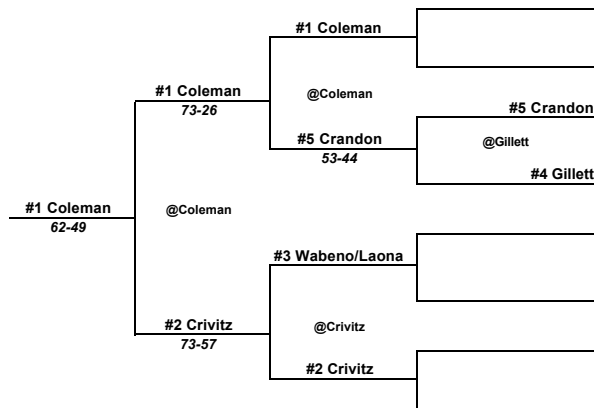 #1 Coleman
#1 Coleman
@Coleman
73-26
#5 Crandon
#5 Crandon
@Gillett
53-44
#4 Gillett
#1 Coleman
@Coleman
62-49
#3 Wabeno/Laona
#2 Crivitz
@Crivitz
73-57
#2 Crivitz